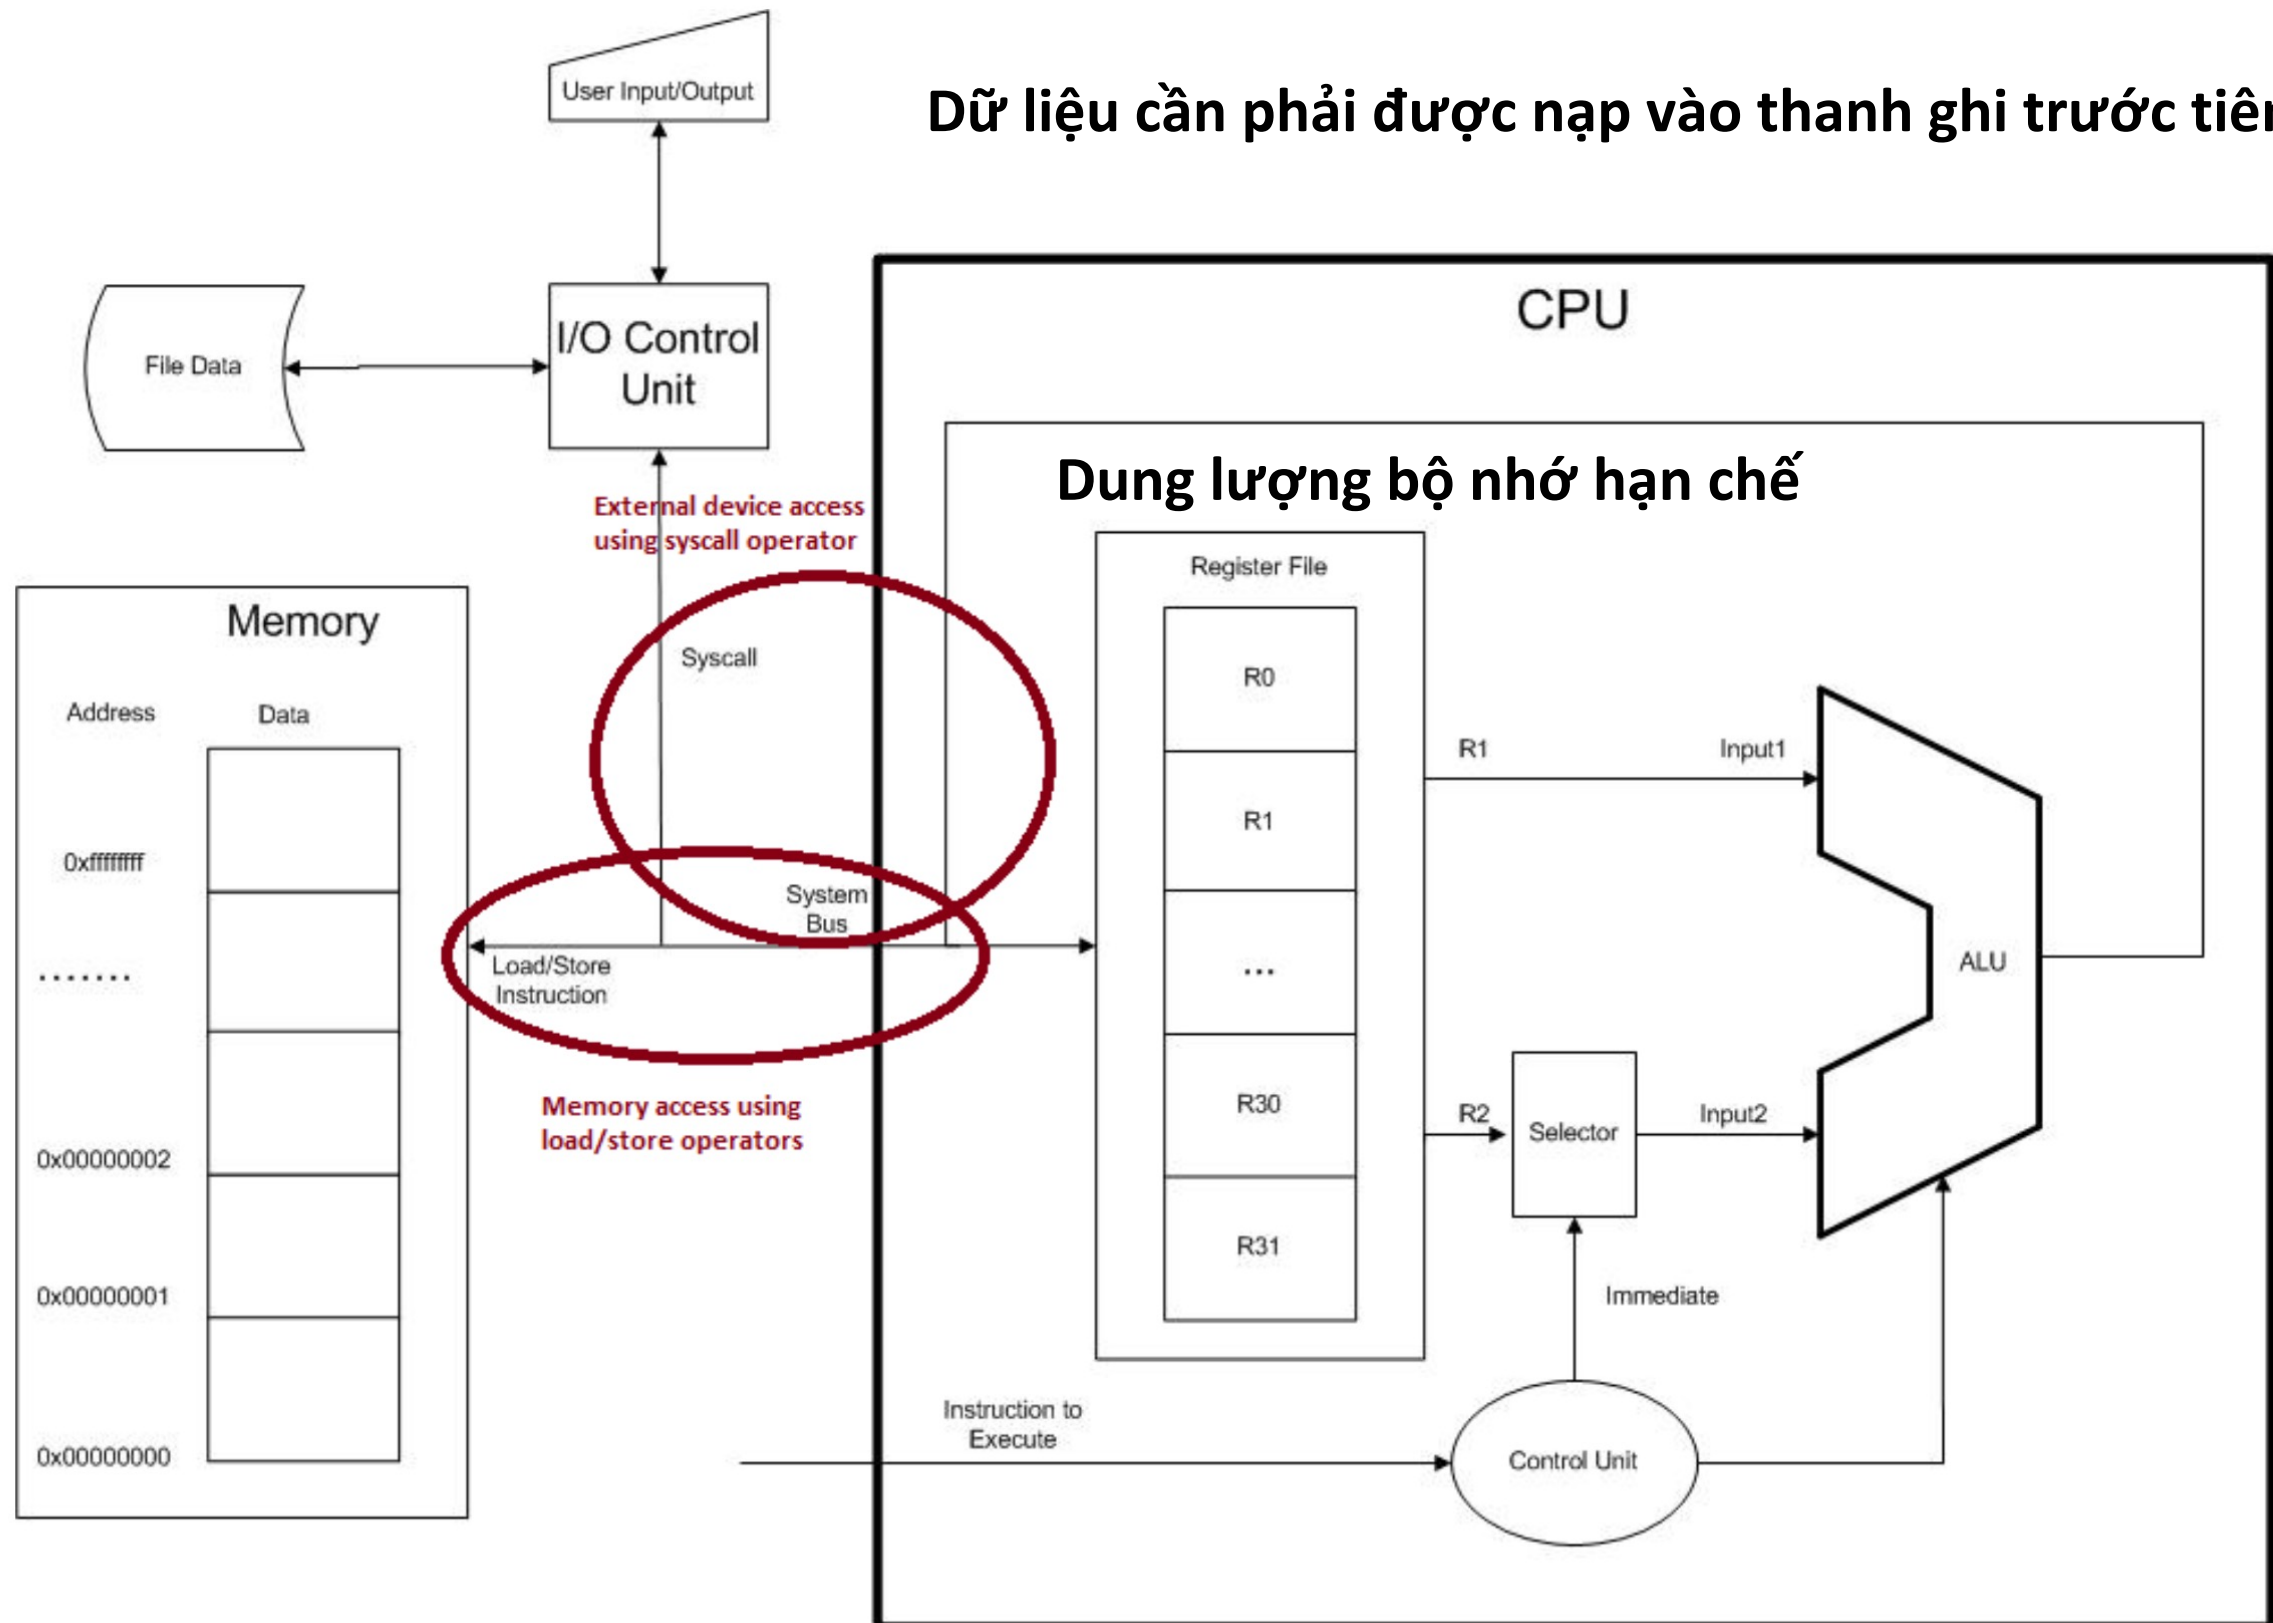 User Input/Output
Dữ liệu cần phải được nạp vào thanh ghi trước
CPU
File Data
I/O Control
Unit
Dung lượng bộ nhớ hạn chế
External device access
using syscall operator
Register File
Memory
Syscall
R0
Address
Data
R1
Input1
R1
0xffffffff
System
Bus
.......
Load/Store
Instruction
...
ALU
Memory access using
load/store operators
R30
R2
Selector
Input2
0x00000002
R31
0x00000001
Immediate
Instruction to
Execute
Control Unit
0x00000000